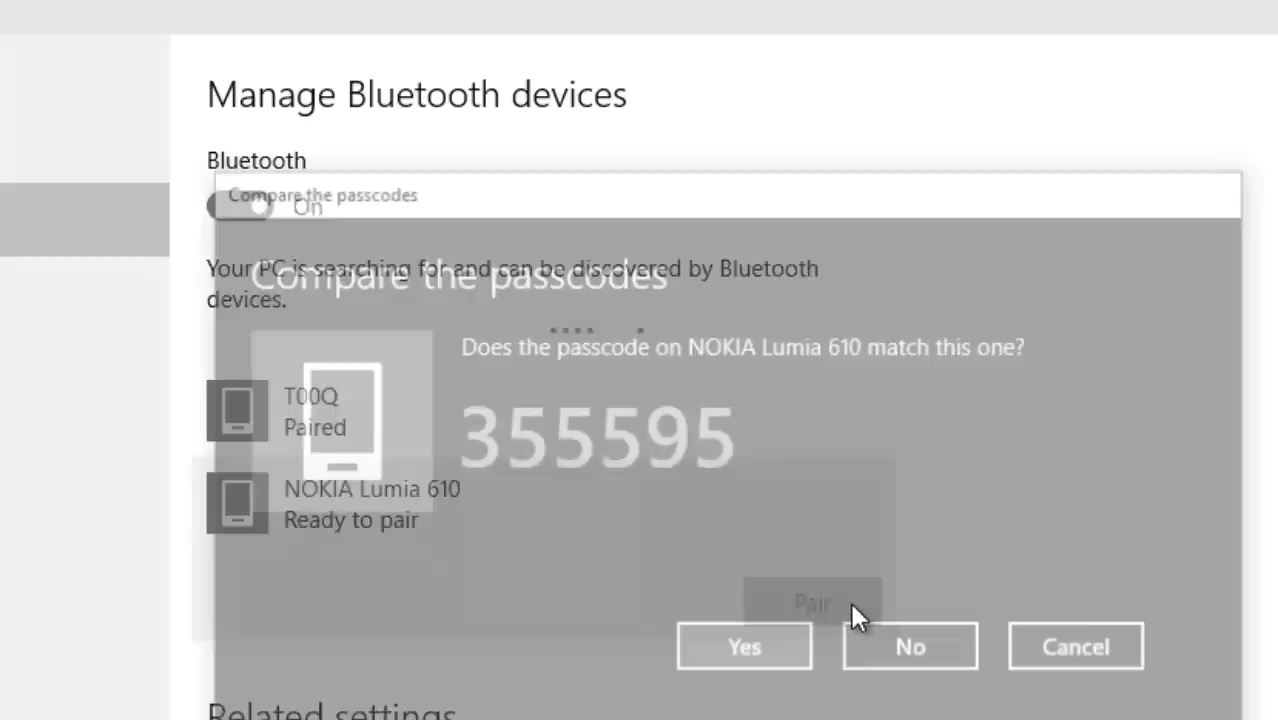 Manage Bluetooth devices
Bluetooth
Compare the passcodes
On
Your PC is searching for and can be discovered by Bluetooth
devices.
Compare the passcodes
Does the passcode on NOKIA Lumia 610 match this one?
T00Q
Paired
355595
NOKIA Lumia 610
Ready to pair
Pair
Yes
No
Cancel
Related settings